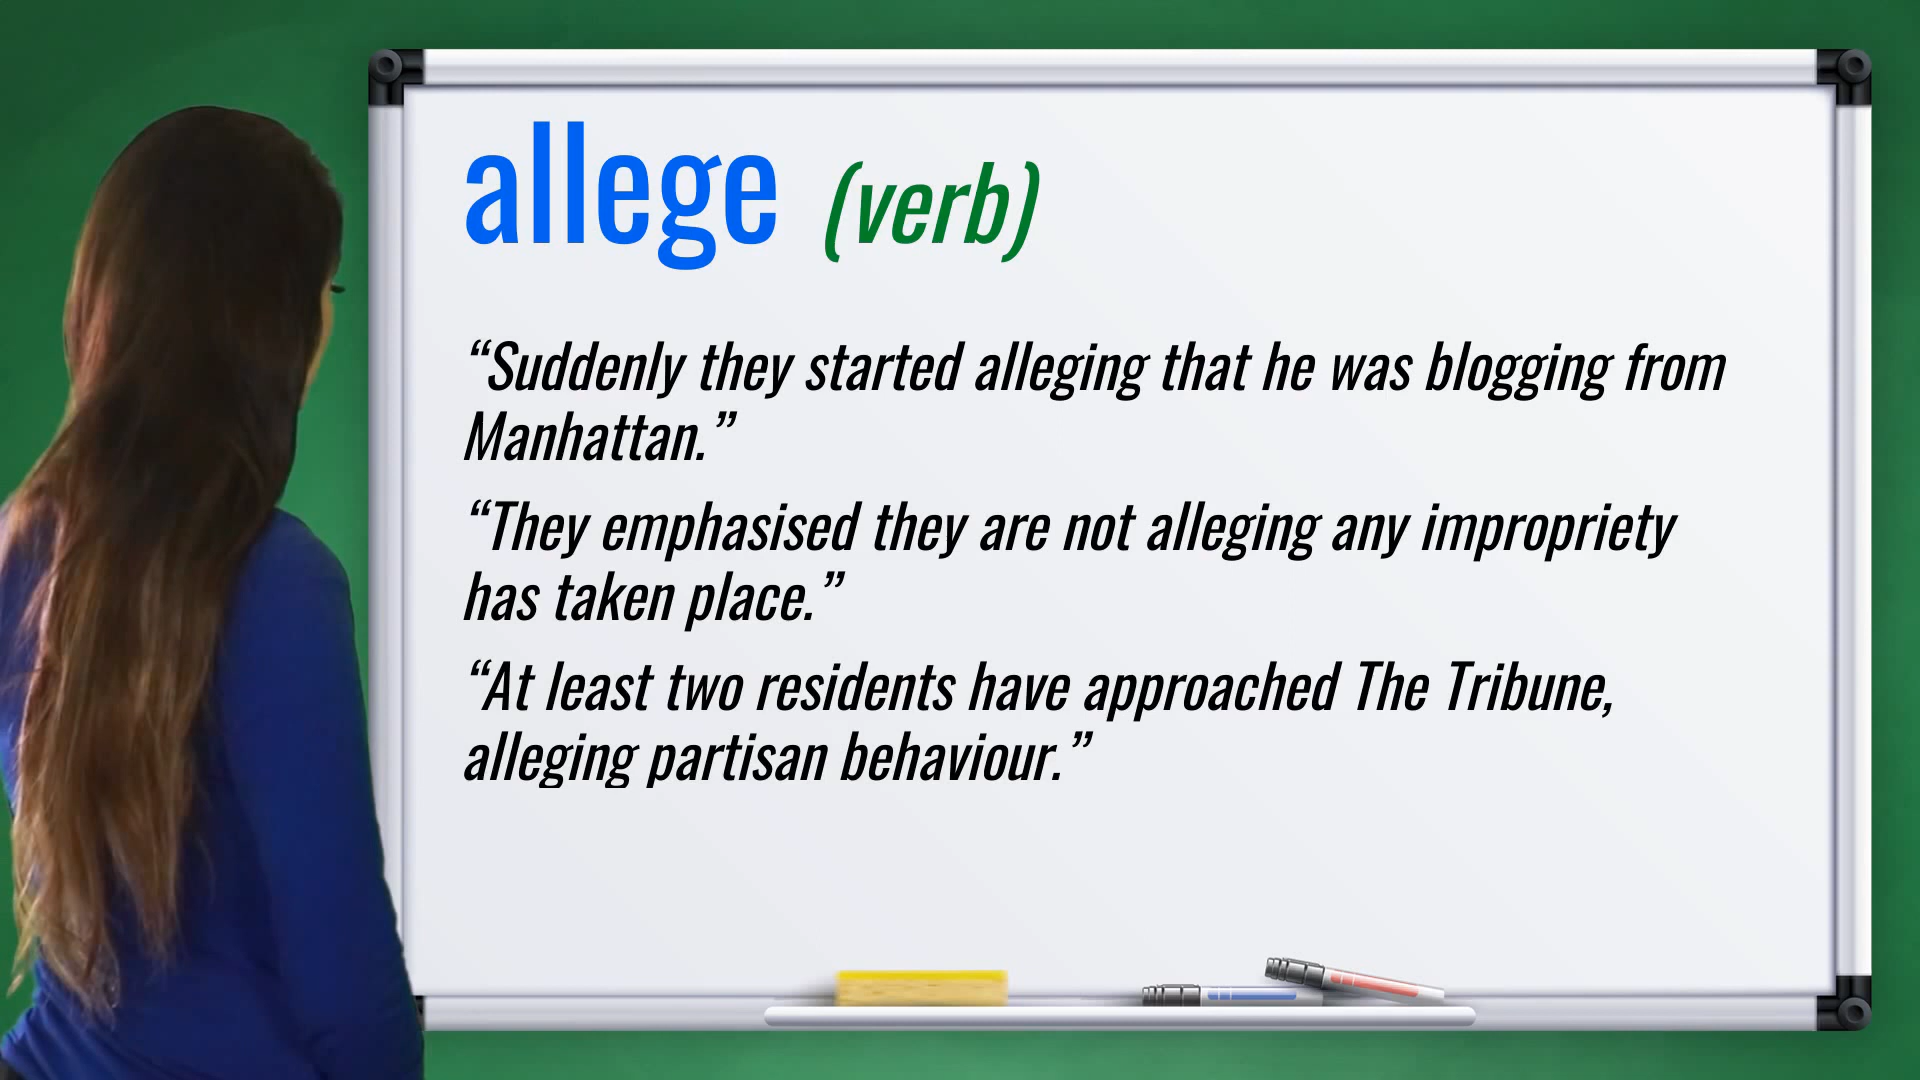 allege (verb)
“Suddenly they started alleging that he was blogging from
Manhattan.”
“They emphasised they are not alleging any impropriety
has taken place.”
“At least two residents have approached The Tribune,
alleging partisan behaviour.”